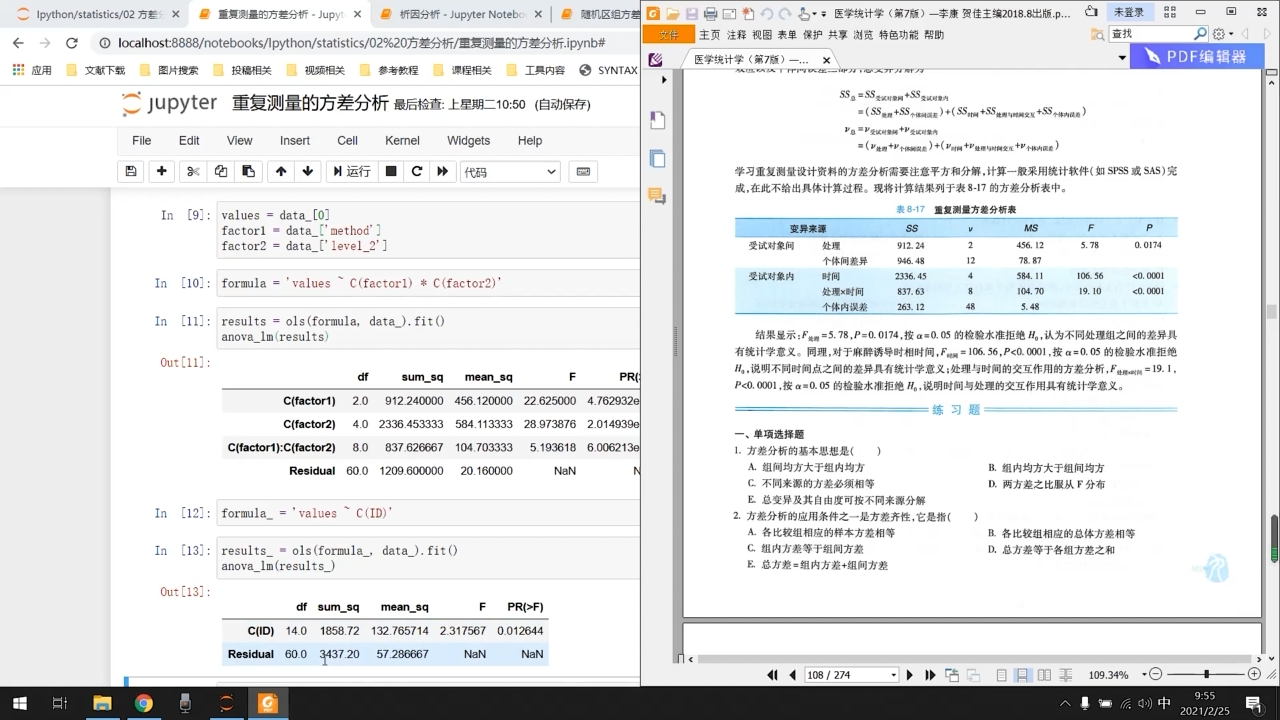 lpython/statistics/02 方差分
重复测量的方差分析 - Jupyter
析因分析 - Jupyter Notebo
随机区组方
localhost:8888/notebooks/lpython/statistics/02%20方差分析/重复测量的方差分析.ipynb#
应用 文献下载 图片搜索 投稿相关 视频相关 参考教程 课程相关 工具内容 SYNTAX
jupyter 重复测量的方差分析 最后检查: 上星期二10:50 (自动保存)
File Edit View Insert Cell Kernel Widgets Help
运行 代码
In [9]: values = data_[0]
factor1 = data_['method']
factor2 = data_['level_2']
In [10]: formula = 'values ~ C(factor1) * C(factor2)'
In [11]: results = ols(formula, data_).fit()
anova_lm(results)
Out[11]:
df sum_sq mean_sq F PR(>
C(factor1) 2.0 912.240000 456.120000 22.625000 4.762932e
C(factor2) 4.0 2336.453333 584.113333 28.973876 2.014939e
C(factor1):C(factor2) 8.0 837.626667 104.703333 5.193618 6.006213e
Residual 60.0 1209.600000 20.160000 NaN N
In [12]: formula_ = 'values ~ C(ID)'
In [13]: results_ = ols(formula_, data_).fit()
anova_lm(results_)
Out[13]:
df sum_sq mean_sq F PR(>F)
C(ID) 14.0 1858.72 132.765714 2.317567 0.012644
Residual 60.0 3437.20 57.286667 NaN NaN
医学统计学（第7版）—李康 贺佳主编2018.8出版.p...
未登录
文件 主页 注释 视图 表单 保护 共享 浏览 特色功能 帮助
查找
医学统计学（第7版）—...
PDF编辑器
SS总=SS受试对象间+SS受试对象内
=(SS处理+SS个体间误差)+(SS时间+SS处理与时间交互+SS个体内误差)
ν总=ν受试对象间+ν受试对象内
=(ν处理+ν个体间误差)+(ν时间+ν处理与时间交互+ν个体内误差)
学习重复测量设计资料的方差分析需要注意平方和分解,计算一般采用统计软件(如 SPSS 或 SAS)完
成,在此不给出具体计算过程。现将计算结果列于表 8-17 的方差分析表中。
表 8-17 重复测量方差分析表
变异来源 SS ν MS F P
受试对象间 处理 912.24 2 456.12 5.78 0.0174
个体间差异 946.48 12 78.87
受试对象内 时间 2336.45 4 584.11 106.56 <0.0001
处理×时间 837.63 8 104.70 19.10 <0.0001
个体内误差 263.12 48 5.48
结果显示:F处理=5.78,P=0.0174,按 α=0.05 的检验水准拒绝 H₀,认为不同处理组之间的差异具
有统计学意义。同理,对于麻醉诱导时相时间,F时间=106.56,P<0.0001,按 α=0.05 的检验水准拒绝
H₀,说明不同时间点之间的差异具有统计学意义;处理与时间的交互作用的方差分析,F处理×时间=19.1,
P<0.0001,按 α=0.05 的检验水准拒绝 H₀,说明时间与处理的交互作用具有统计学意义。
练 习 题
一、单项选择题
1. 方差分析的基本思想是( )
A. 组间均方大于组内均方 B. 组内均方大于组间均方
C. 不同来源的方差必须相等 D. 两方差之比服从 F 分布
E. 总变异及其自由度可按不同来源分解
2. 方差分析的应用条件之一是方差齐性,它是指( )
A. 各比较组相应的样本方差相等 B. 各比较组相应的总体方差相等
C. 组内方差等于组间方差 D. 总方差等于各组方差之和
E. 总方差=组内方差+组间方差
108 / 274
109.34%
中
9:55
2021/2/25